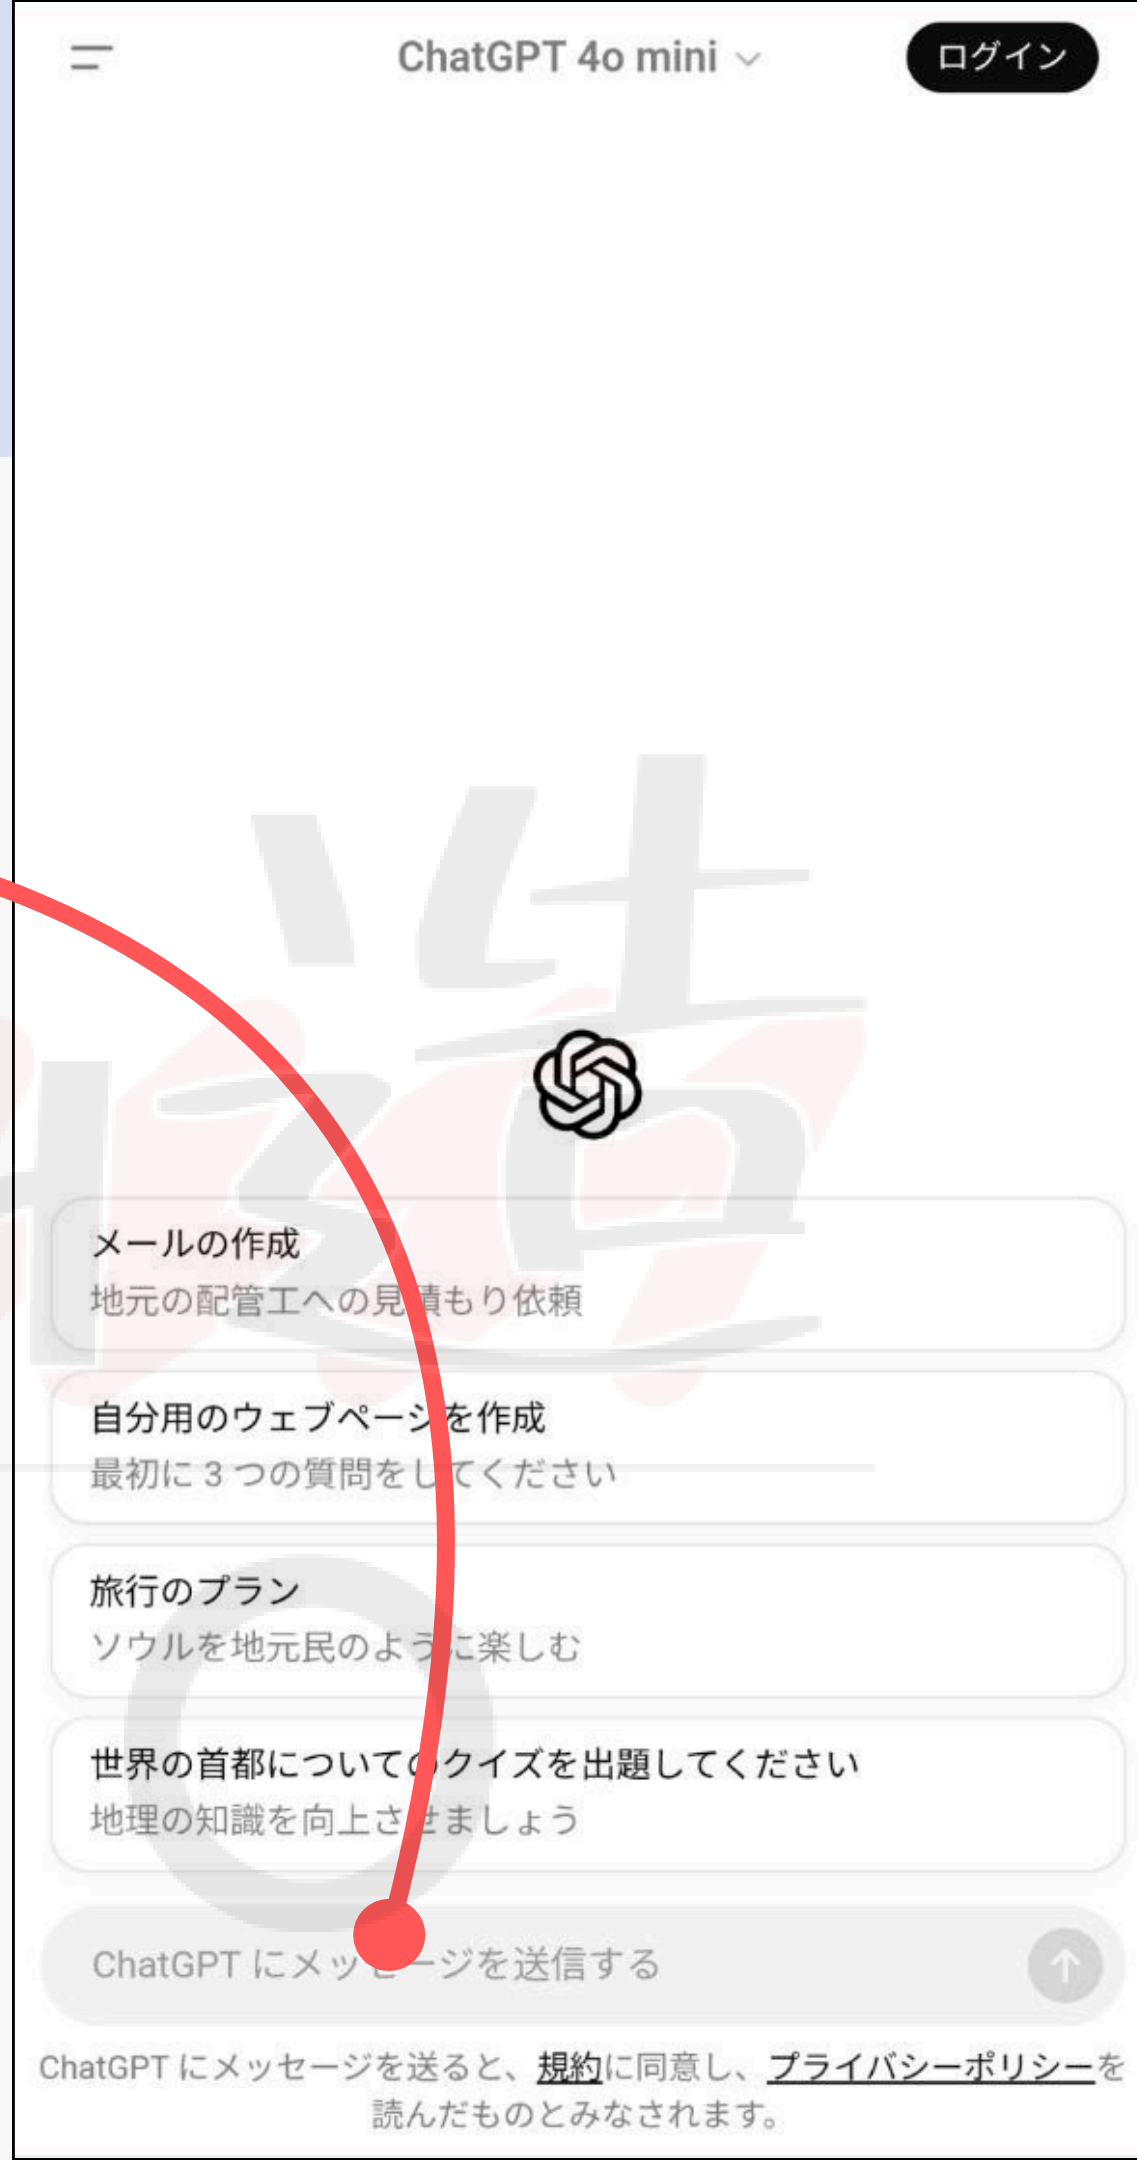 ChatGPT 4o mini
ログイン
メールの作成
地元の配管工への見積もり依頼
自分用のウェブページを作成
最初に 3 つの質問をしてください
旅行のプラン
ソウルを地元民のように楽しむ
世界の首都についてのクイズを出題してください
地理の知識を向上させましょう
ChatGPT にメッセージを送信する
ChatGPT にメッセージを送ると、規約に同意し、プライバシーポリシーを
読んだものとみなされます。